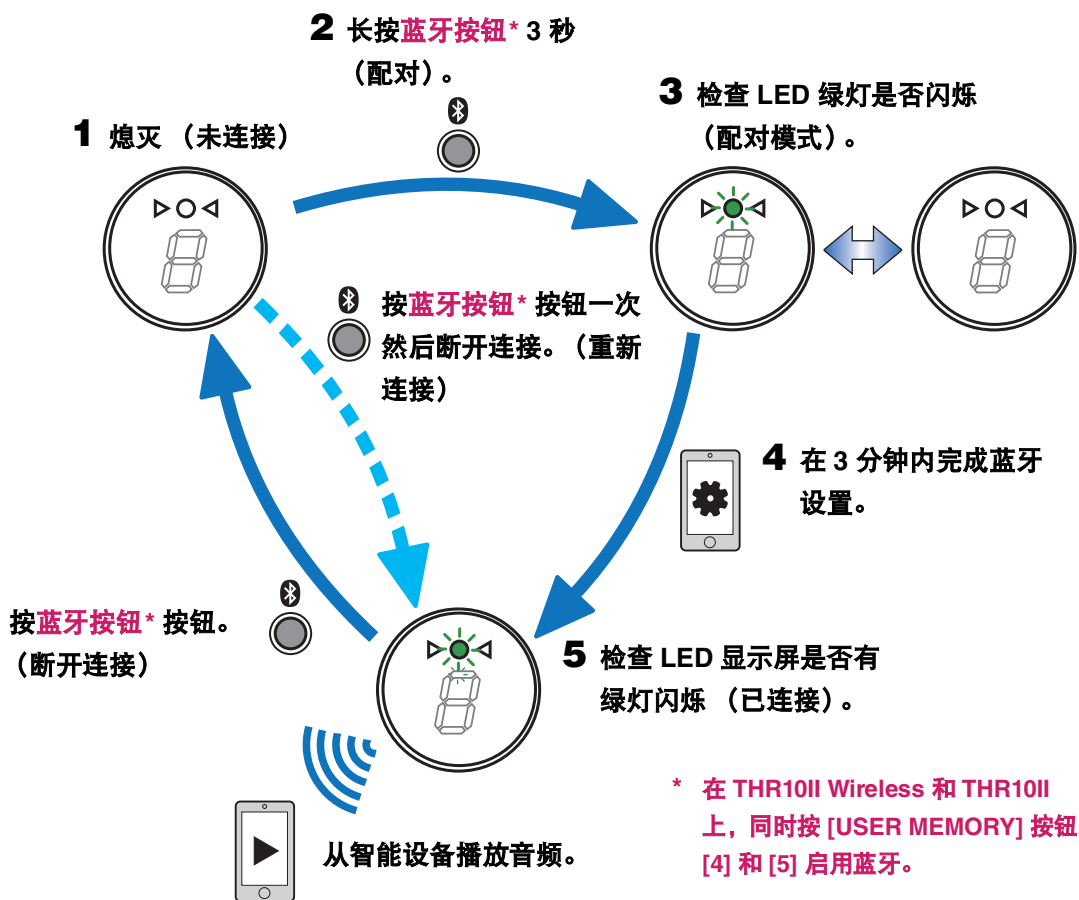 2 长按蓝牙按钮* 3 秒
（配对）。
1 熄灭 （未连接）
3 检查 LED 绿灯是否闪烁
（配对模式）。
按蓝牙按钮* 按钮一次
然后断开连接。（重新
连接）
4 在 3 分钟内完成蓝牙
设置。
按蓝牙按钮* 按钮。
（断开连接）
5 检查 LED 显示屏是否有
绿灯闪烁 （已连接）。
从智能设备播放音频。
* 在 THR10II Wireless 和 THR10II
上，同时按 [USER MEMORY] 按钮
[4] 和 [5] 启用蓝牙。